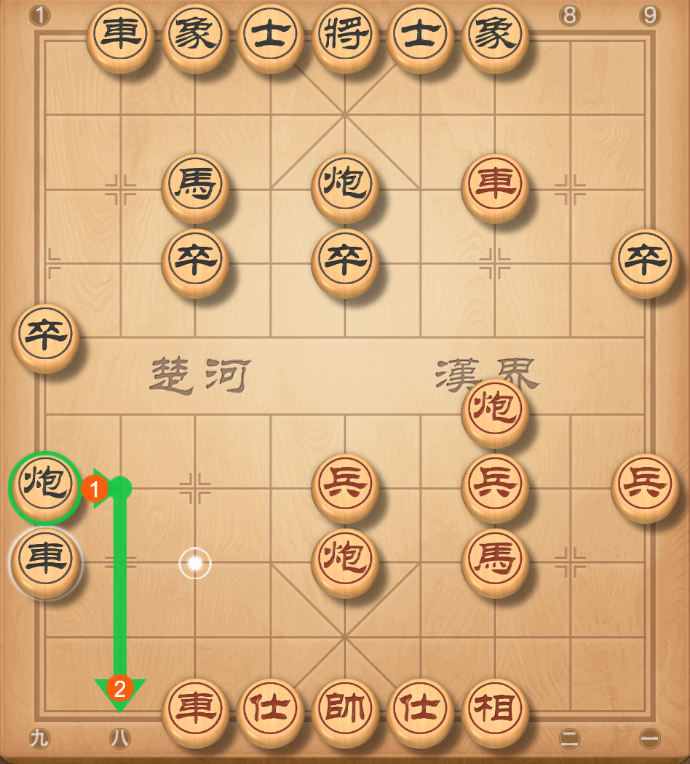 1 8 9
車 象 士 將 士 象
馬 炮 車
卒 卒 卒
卒
楚河 漢界
炮
炮 1 兵 兵 兵
車 炮 馬
2
車 仕 帥 仕 相
九 八 二 一